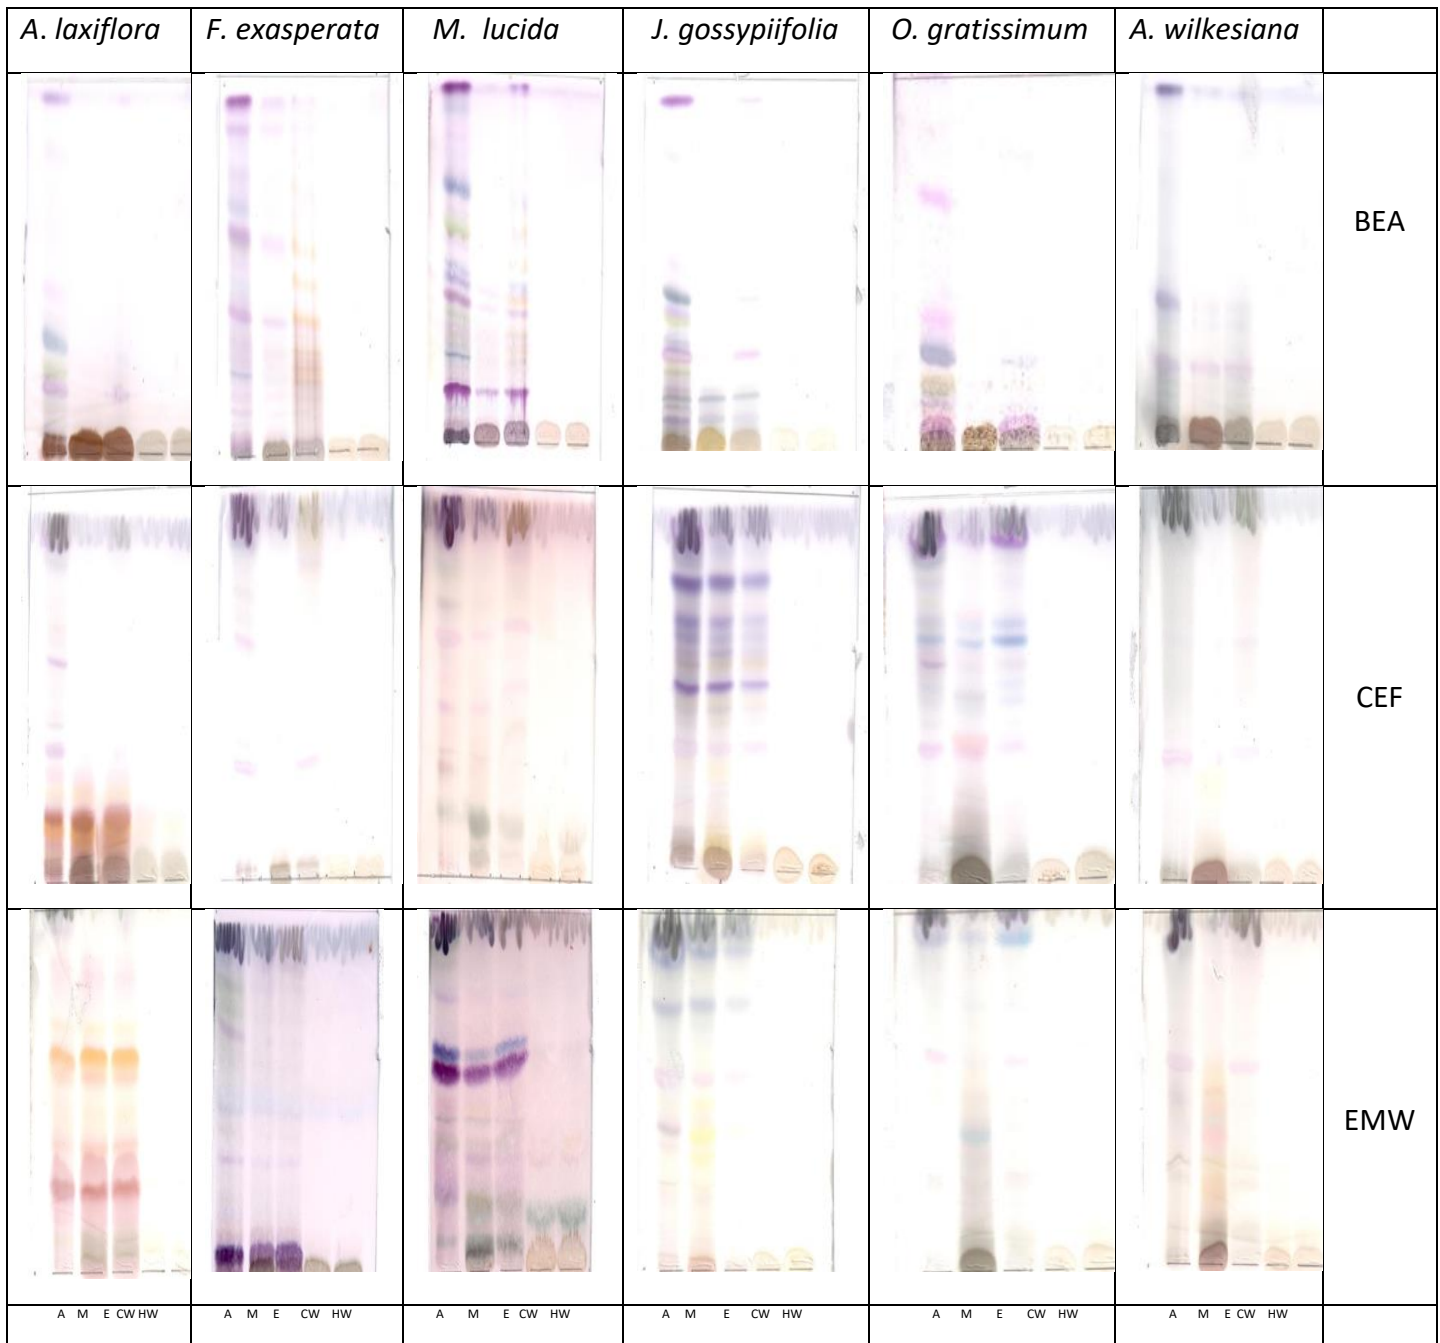 A. laxiflora F. exasperata M. lucida J. gossypiifolia O. gratissimum A. wilkesiana
BEA
CEF
EMW
A M E CW HW A M E CW HW A M E CW HW A M E CW HW A M E CW HW A M E CW HW